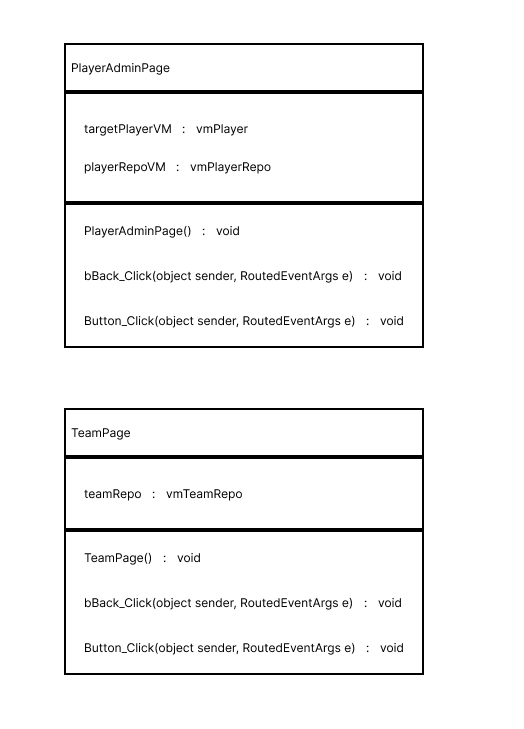 PlayerAdminPage
targetPlayerVM : vmPlayer
playerRepoVM : vmPlayerRepo
PlayerAdminPage() : void
bBack_Click(object sender, RoutedEventArgs e) : void
Button_Click(object sender, RoutedEventArgs e) : void
TeamPage
teamRepo : vmTeamRepo
TeamPage() : void
bBack_Click(object sender, RoutedEventArgs e) : void
Button_Click(object sender, RoutedEventArgs e) : void